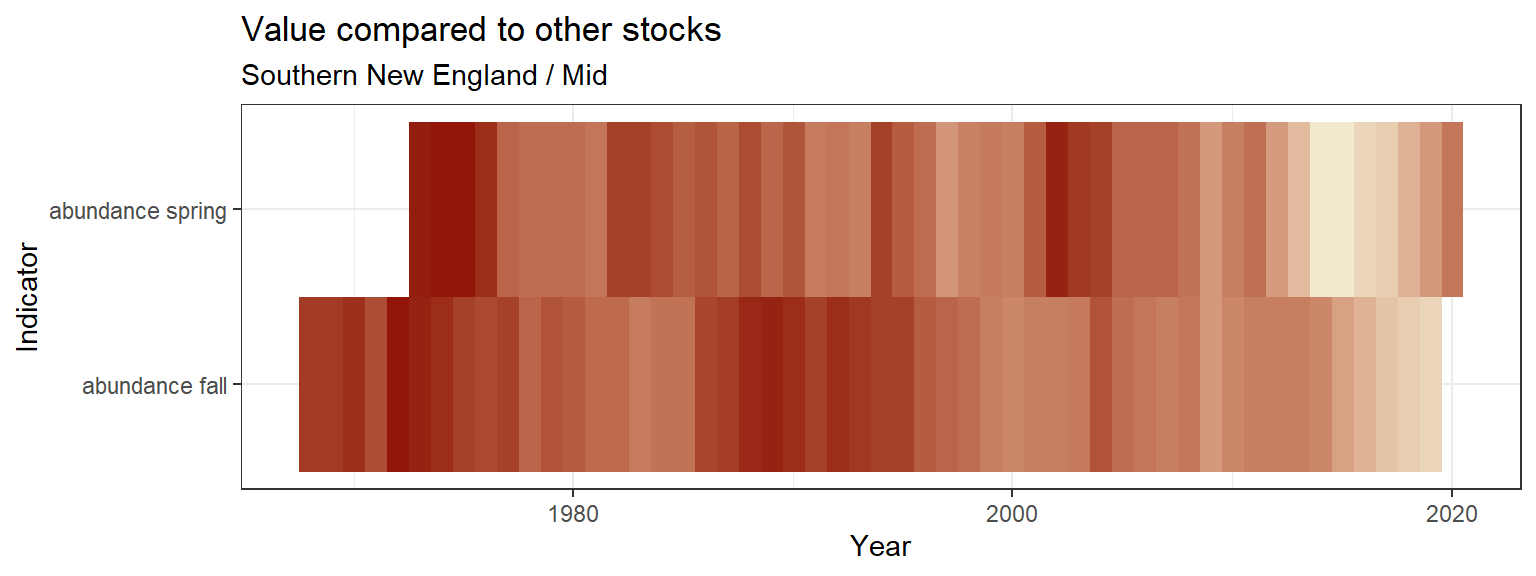 Value compared to other stocks
Southern New England / Mid
Indicator
abundance spring
abundance fall
1980
2000
2020
Year